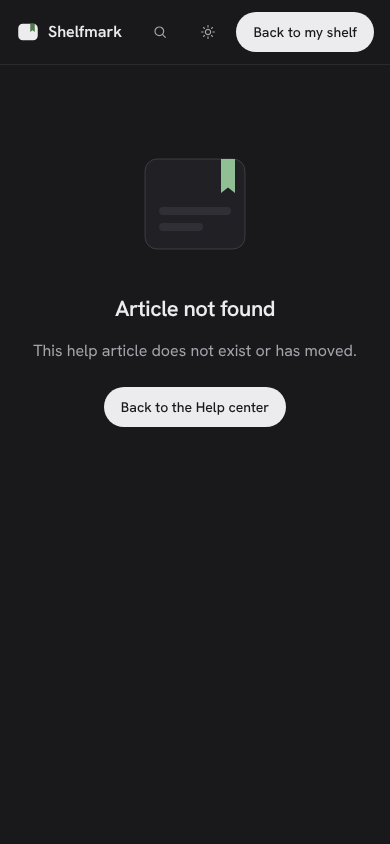 Shelfmark
Back to my shelf
Article not found
This help article does not exist or has moved.
Back to the Help center